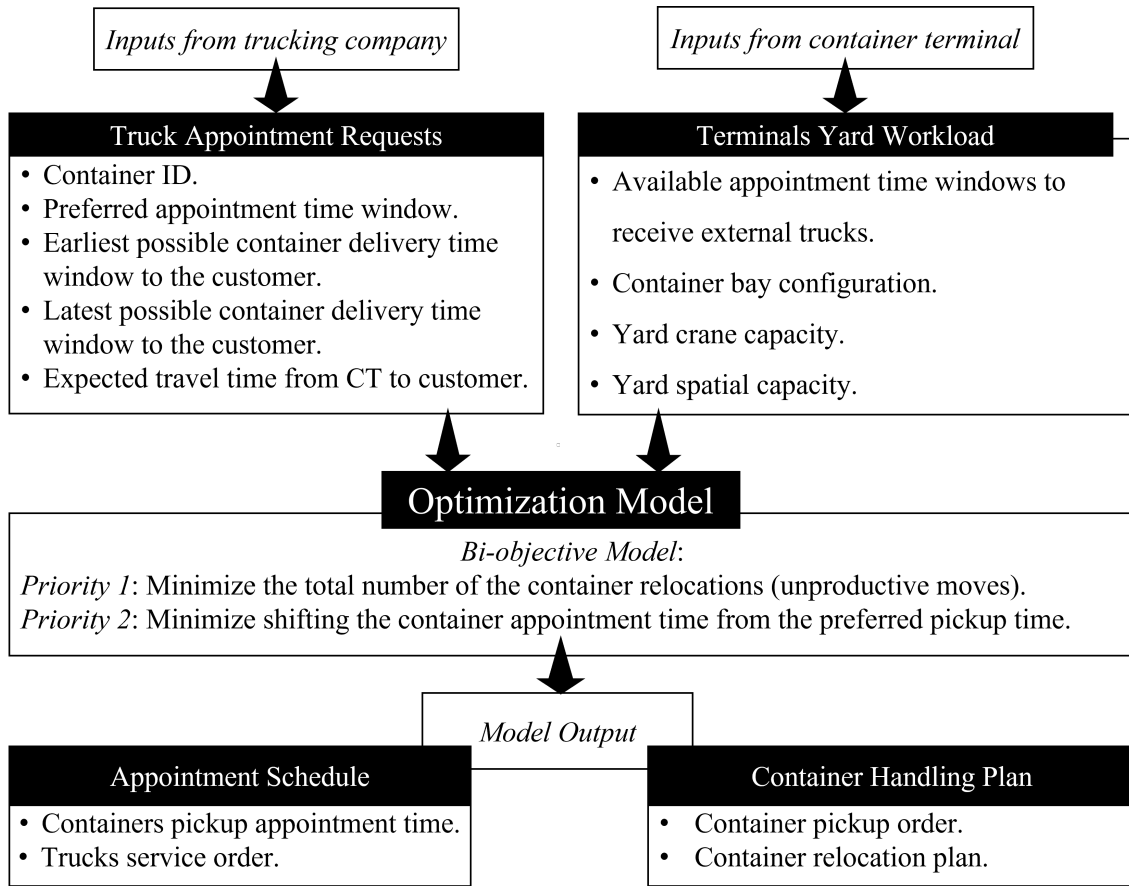 Inputs from trucking company
Inputs from container terminal
Truck Appointment Requests
• Container ID.
• Preferred appointment time window.
• Earliest possible container delivery time
window to the customer.
• Latest possible container delivery time
window to the customer.
• Expected travel time from CT to customer.
Terminals Yard Workload
• Available appointment time windows to
receive external trucks.
• Container bay configuration.
• Yard crane capacity.
• Yard spatial capacity.
Optimization Model
Bi-objective Model:
Priority 1: Minimize the total number of the container relocations (unproductive moves).
Priority 2: Minimize shifting the container appointment time from the preferred pickup time.
Model Output
Appointment Schedule
• Containers pickup appointment time.
• Trucks service order.
Container Handling Plan
• Container pickup order.
• Container relocation plan.